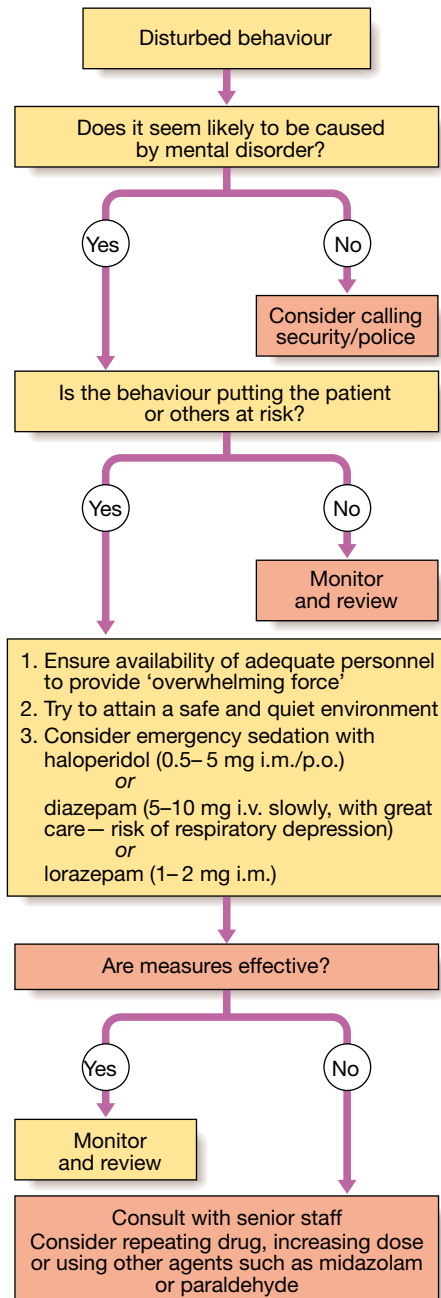 Disturbed behaviour
Does it seem likely to be caused
by mental disorder?
Yes
No
Consider calling
security/police
Is the behaviour putting the patient
or others at risk?
Yes
No
Monitor
and review
1. Ensure availability of adequate personnel
to provide ‘overwhelming force’
2. Try to attain a safe and quiet environment
3. Consider emergency sedation with
haloperidol (0.5–5 mg i.m./p.o.)
or
diazepam (5–10 mg i.v. slowly, with great
care— risk of respiratory depression)
or
lorazepam (1–2 mg i.m.)
Are measures effective?
Yes
No
Monitor
and review
Consult with senior staff
Consider repeating drug, increasing dose
or using other agents such as midazolam
or paraldehyde